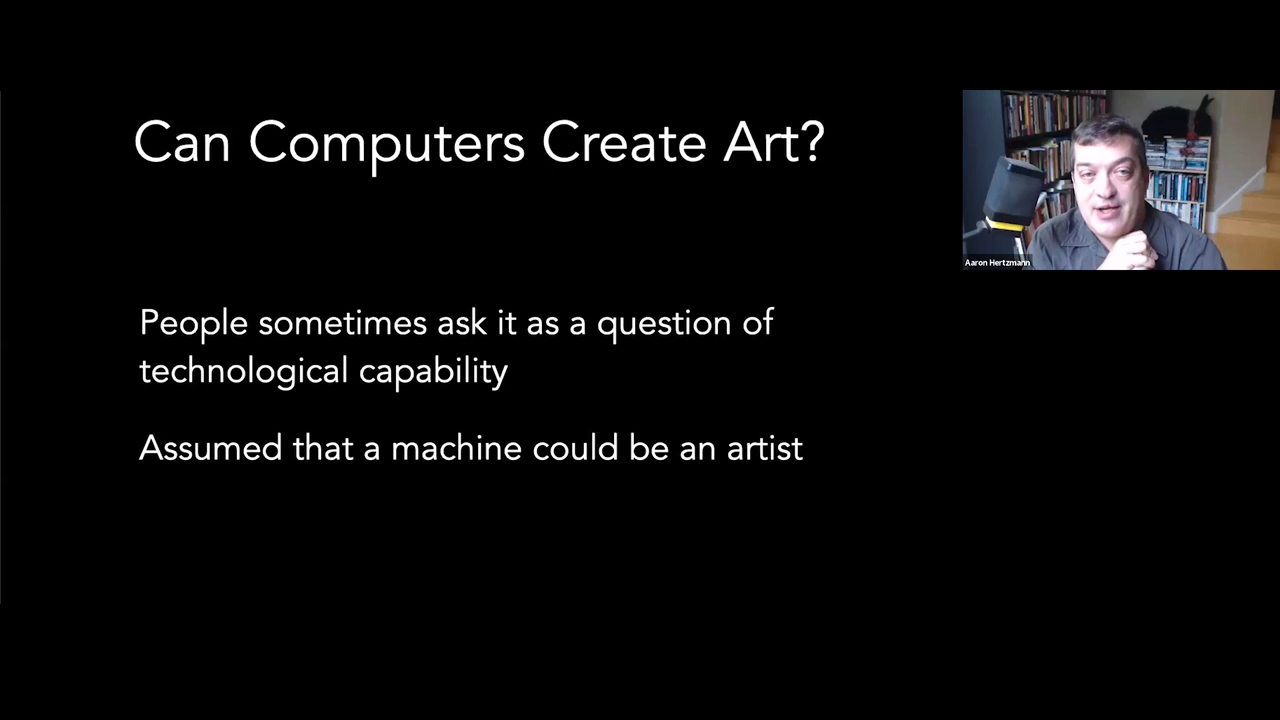 Can Computers Create Art?
People sometimes ask it as a question of
technological capability
Assumed that a machine could be an artist
Aaron Hertzmann